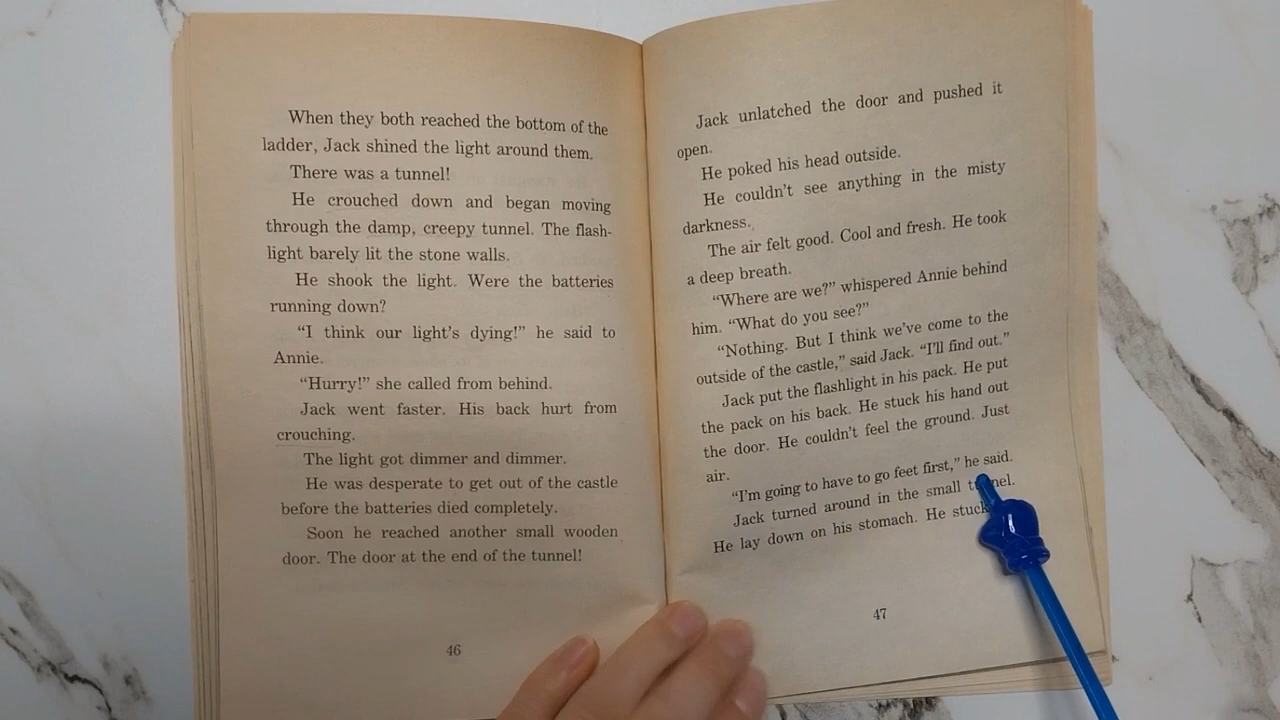 When they both reached the bottom of the
ladder, Jack shined the light around them.
There was a tunnel!
He crouched down and began moving
through the damp, creepy tunnel. The flash-
light barely lit the stone walls.
He shook the light. Were the batteries
running down?
“I think our light’s dying!” he said to
Annie.
“Hurry!” she called from behind.
Jack went faster. His back hurt from
crouching.
The light got dimmer and dimmer.
He was desperate to get out of the castle
before the batteries died completely.
Soon he reached another small wooden
door. The door at the end of the tunnel!
46
Jack unlatched the door and pushed it
open.
He poked his head outside.
He couldn’t see anything in the misty
darkness.
The air felt good. Cool and fresh. He took
a deep breath.
“Where are we?” whispered Annie behind
him. “What do you see?”
“Nothing. But I think we’ve come to the
outside of the castle,” said Jack. “I’ll find out.”
Jack put the flashlight in his pack. He put
the pack on his back. He stuck his hand out
the door. He couldn’t feel the ground. Just
air.
“I’m going to have to go feet first,” he said.
Jack turned around in the small tunnel.
He lay down on his stomach. He stuck
47